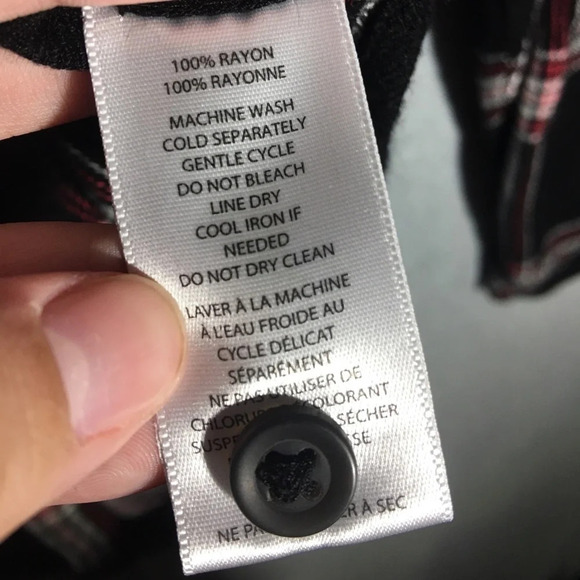 100% RAYON
100% RAYONNE
MACHINE WASH
COLD SEPARATELY
GENTLE CYCLE
DO NOT BLEACH
LINE DRY
COOL IRON IF
NEEDED
DO NOT DRY CLEAN
LAVER À LA MACHINE
À L'EAU FROIDE AU
CYCLE DÉLICAT
SÉPARÉMENT
NE PAS UTILISER DE
SÉCHER
NE À SEC